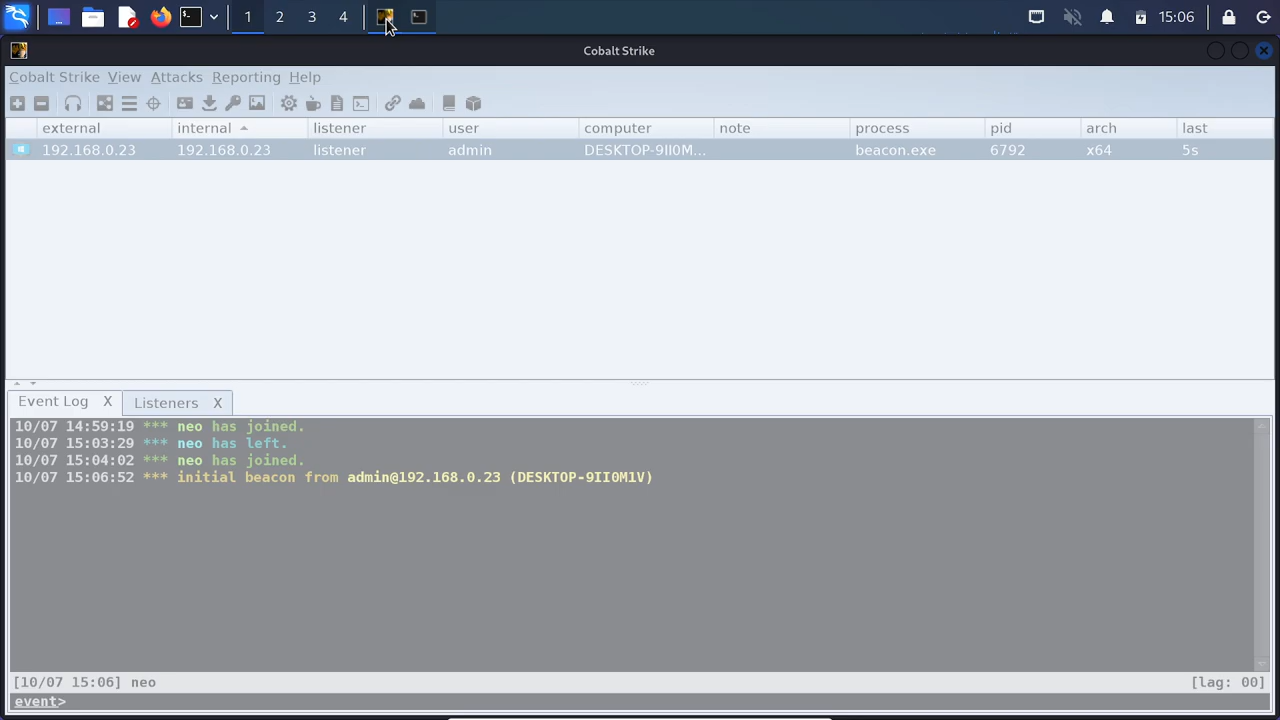 1 2 3 4 15:06
Cobalt Strike
Cobalt Strike View Attacks Reporting Help
external internal listener user computer note process pid arch last
192.168.0.23 192.168.0.23 listener admin DESKTOP-9II0M... beacon.exe 6792 x64 5s
Event Log X Listeners X
10/07 14:59:19 *** neo has joined.
10/07 15:03:29 *** neo has left.
10/07 15:04:02 *** neo has joined.
10/07 15:06:52 *** initial beacon from admin@192.168.0.23 (DESKTOP-9II0M1V)
[10/07 15:06] neo [lag: 00]
event>